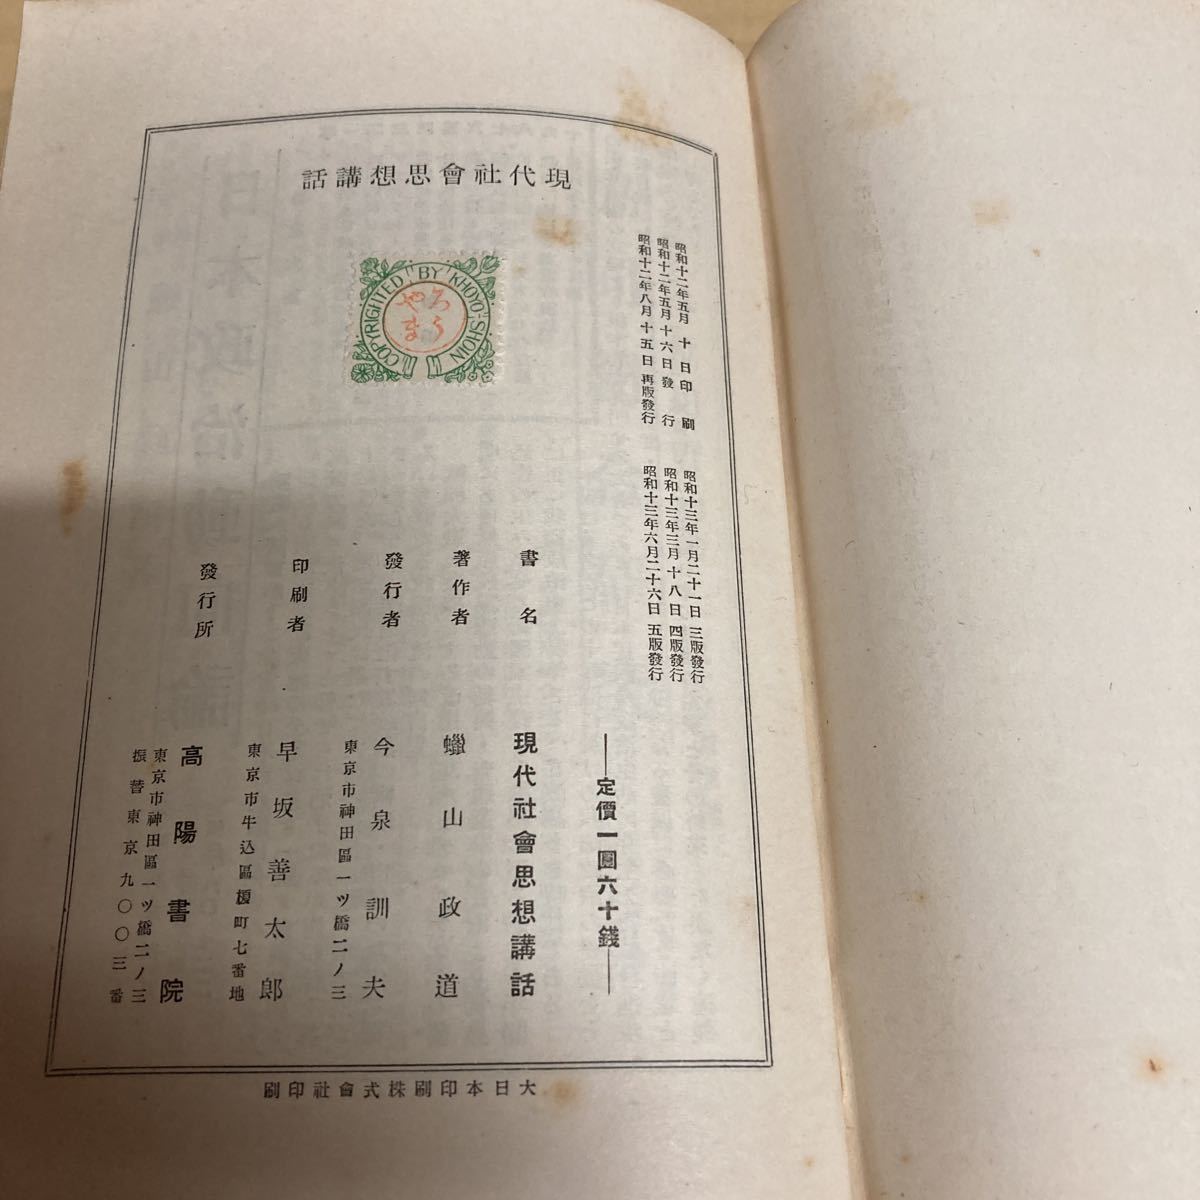 現代社會思想講話
COPYRIGHTED BY KHOYO-SHOIN
ろう
やま
昭和十二年五月十日印刷
昭和十二年五月十六日發行
昭和十二年八月十五日再版發行
昭和十三年一月二十一日三版發行
昭和十三年三月十八日四版發行
昭和十三年六月二十六日五版發行
定價一圓六十錢
書名 現代社會思想講話
著作者 蠟山政道
發行者 今泉訓夫
東京市神田區一ツ橋二ノ三
印刷者 早坂善太郎
東京市牛込區榎町七番地
發行所 高陽書院
東京市神田區一ツ橋二ノ三
振替東京九〇〇三番
大日本印刷株式會社印刷